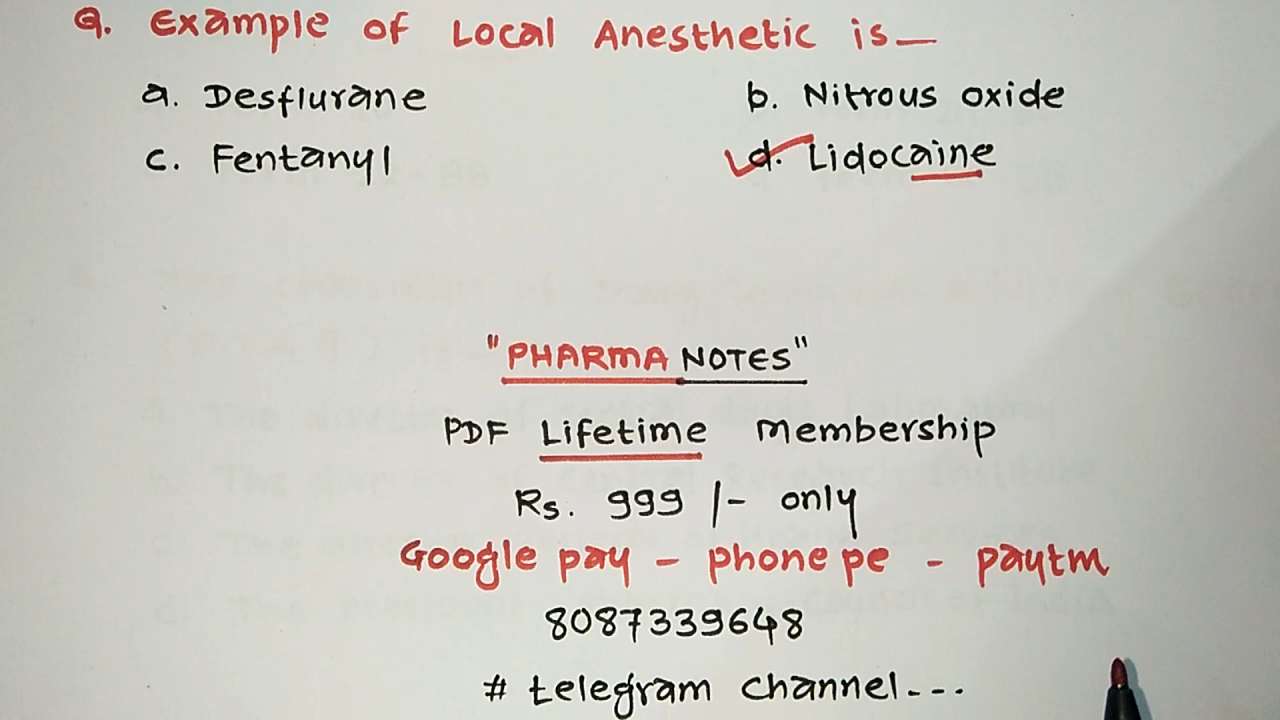 Q. Example of Local Anesthetic is —
a. Desflurane b. Nitrous oxide
c. Fentanyl d. Lidocaine
"PHARMA NOTES"
PDF Lifetime Membership
Rs. 999 /- only
Google pay - phone pe - paytm
8087339648
# telegram channel---